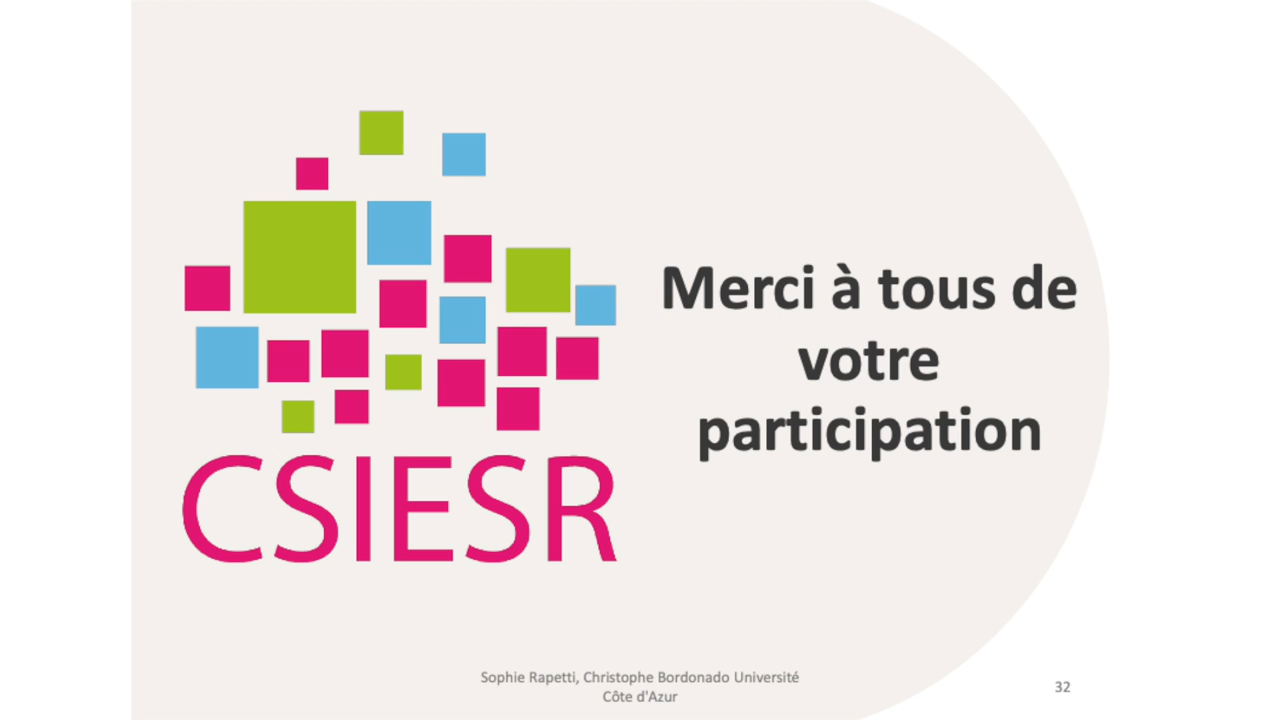 Merci à tous de
votre
participation
CSIESR
Sophie Rapetti, Christophe Bordonado Université
Côte d'Azur
32